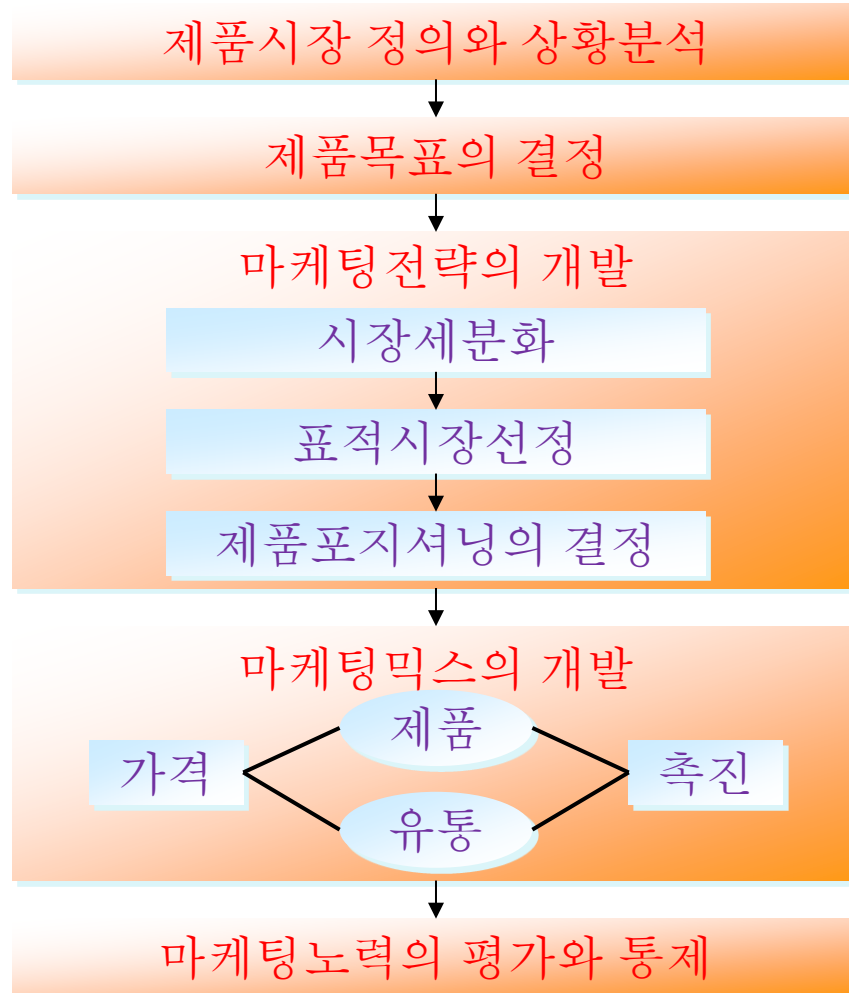 제품시장 정의와 상황분석
제품목표의 결정
마케팅전략의 개발
시장세분화
표적시장선정
제품포지셔닝의 결정
마케팅믹스의 개발
제품
가격
촉진
유통
마케팅노력의 평가와 통제